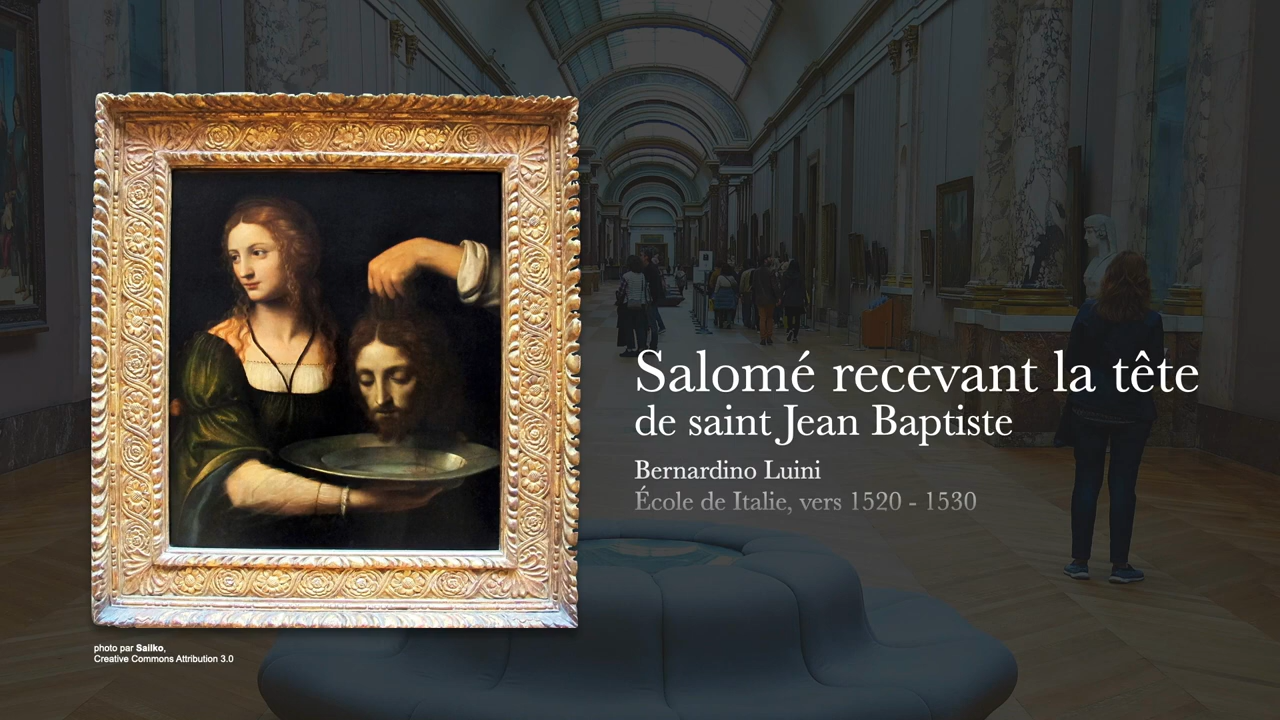 Salomé recevant la tête
de saint Jean Baptiste
Bernardino Luini
École de Italie, vers 1520 - 1530
photo par Sailko,
Creative Commons Attribution 3.0